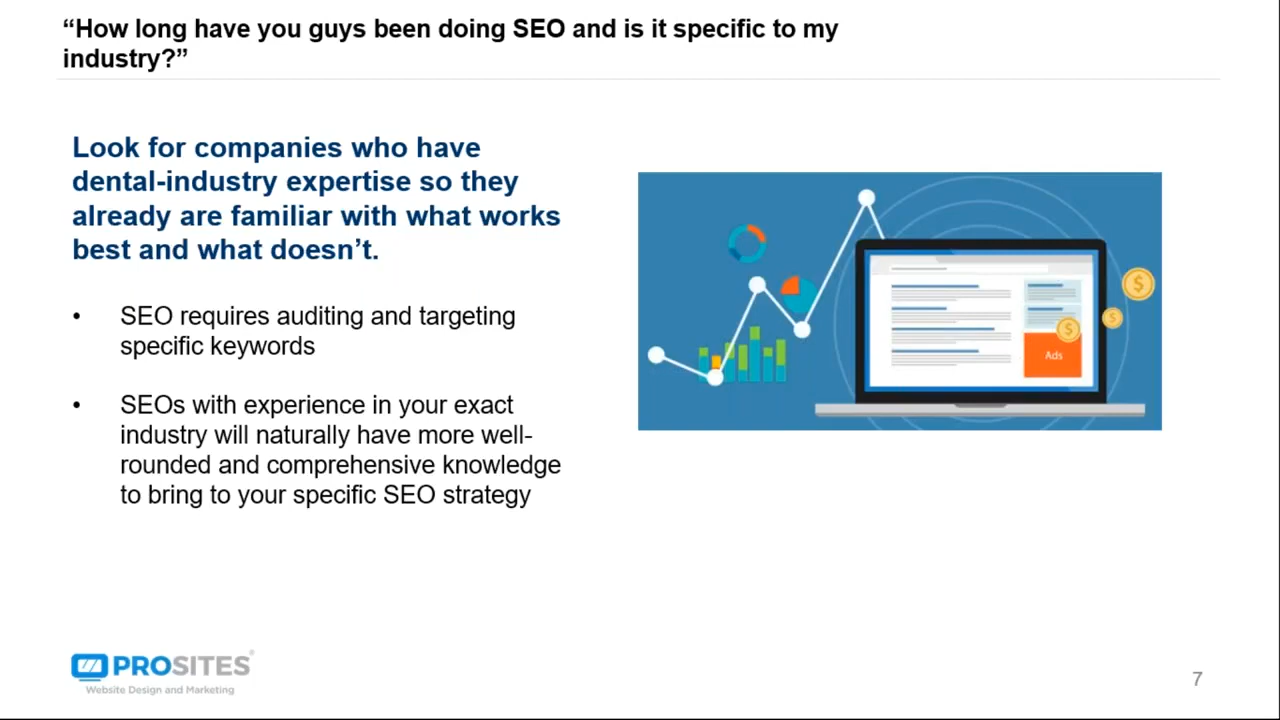 “How long have you guys been doing SEO and is it specific to my
industry?”
Look for companies who have
dental-industry expertise so they
already are familiar with what works
best and what doesn’t.
• SEO requires auditing and targeting
specific keywords
• SEOs with experience in your exact
industry will naturally have more well-
rounded and comprehensive knowledge
to bring to your specific SEO strategy
$
$
$
Ads
PROSITES®
Website Design and Marketing
7